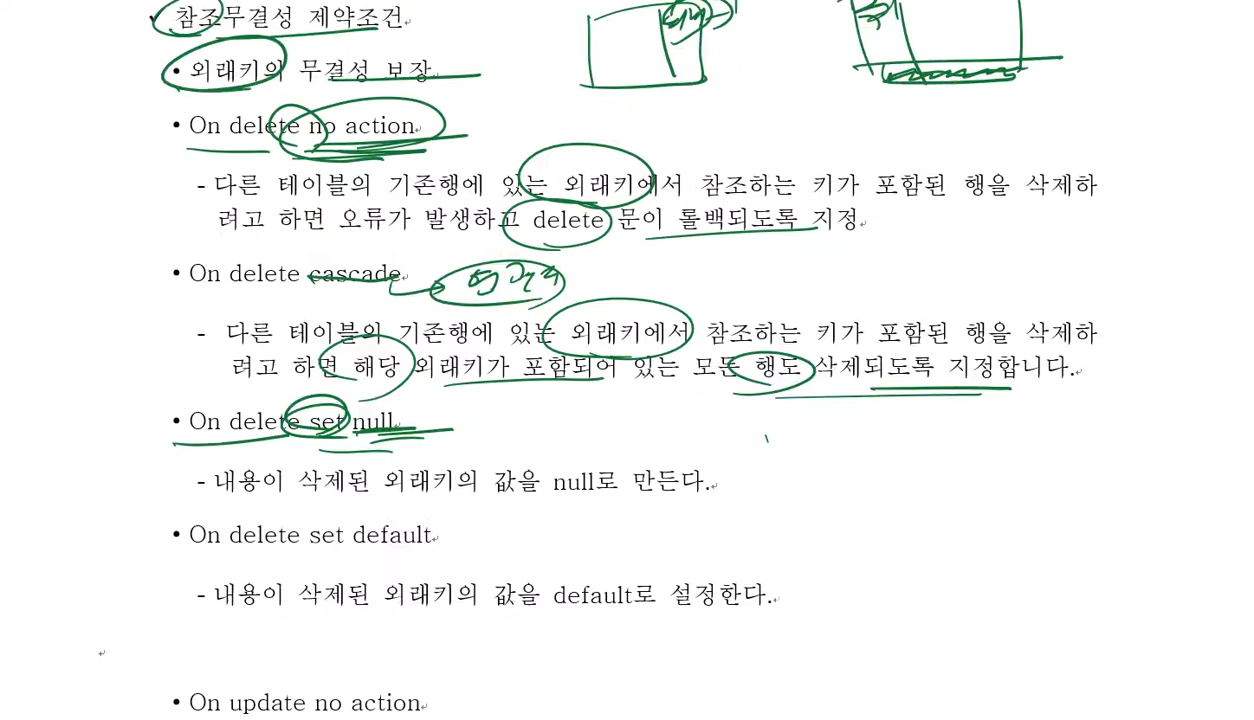 참조무결성 제약조건
• 외래키의 무결성 보장
• On delete no action
- 다른 테이블의 기존행에 있는 외래키에서 참조하는 키가 포함된 행을 삭제하
려고 하면 오류가 발생하고 delete 문이 롤백되도록 지정
• On delete cascade
- 다른 테이블의 기존행에 있는 외래키에서 참조하는 키가 포함된 행을 삭제하
려고 하면 해당 외래키가 포함되어 있는 모든 행도 삭제되도록 지정합니다.
• On delete set null
- 내용이 삭제된 외래키의 값을 null로 만든다.
• On delete set default
- 내용이 삭제된 외래키의 값을 default로 설정한다.
• On update no action